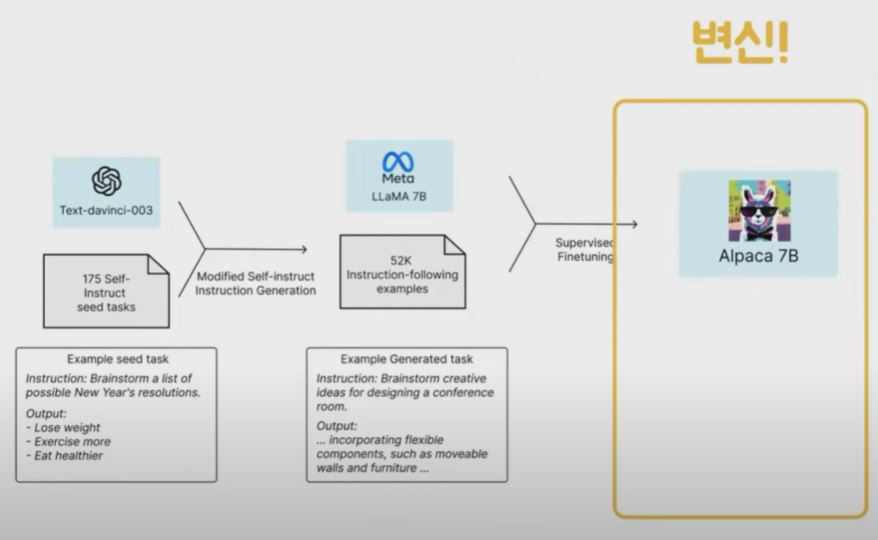 변신!
Text-davinci-003
175 Self-
Instruct
seed tasks
Modified Self-instruct
Instruction Generation
Meta
LLaMA 7B
52K
Instruction-following
examples
Supervised
Finetuning
Alpaca 7B
Example seed task
Instruction: Brainstorm a list of
possible New Year's resolutions.
Output:
- Lose weight
- Exercise more
- Eat healthier
Example Generated task
Instruction: Brainstorm creative
ideas for designing a conference
room.
Output:
... incorporating flexible
components, such as moveable
walls and furniture ...